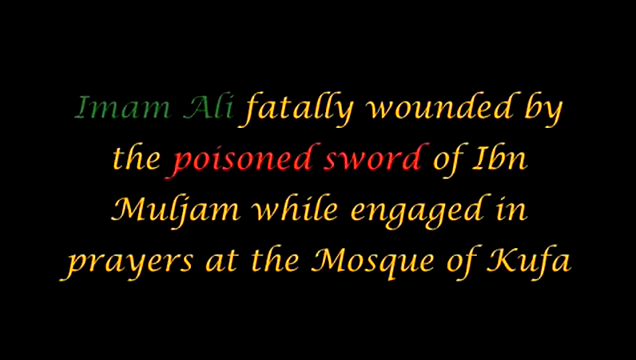 Imam Ali fatally wounded by
the poisoned sword of Ibn
Muljam while engaged in
prayers at the Mosque of Kufa